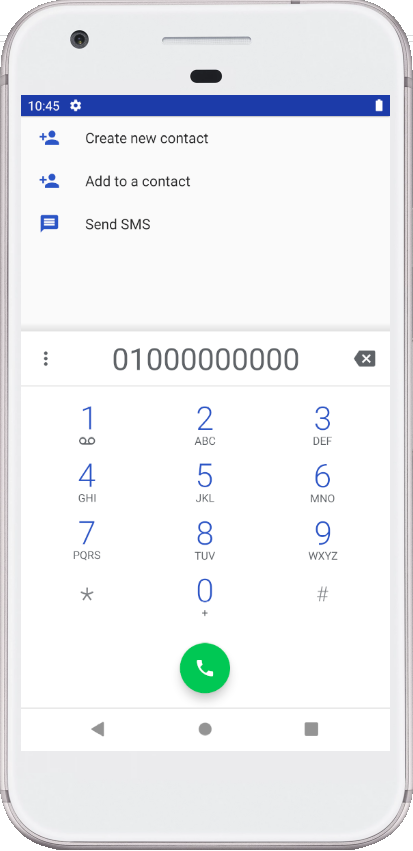 10:45
Create new contact
Add to a contact
Send SMS
01000000000
1 2 3
ABC DEF
4 5 6
GHI JKL MNO
7 8 9
PQRS TUV WXYZ
* 0 #
+